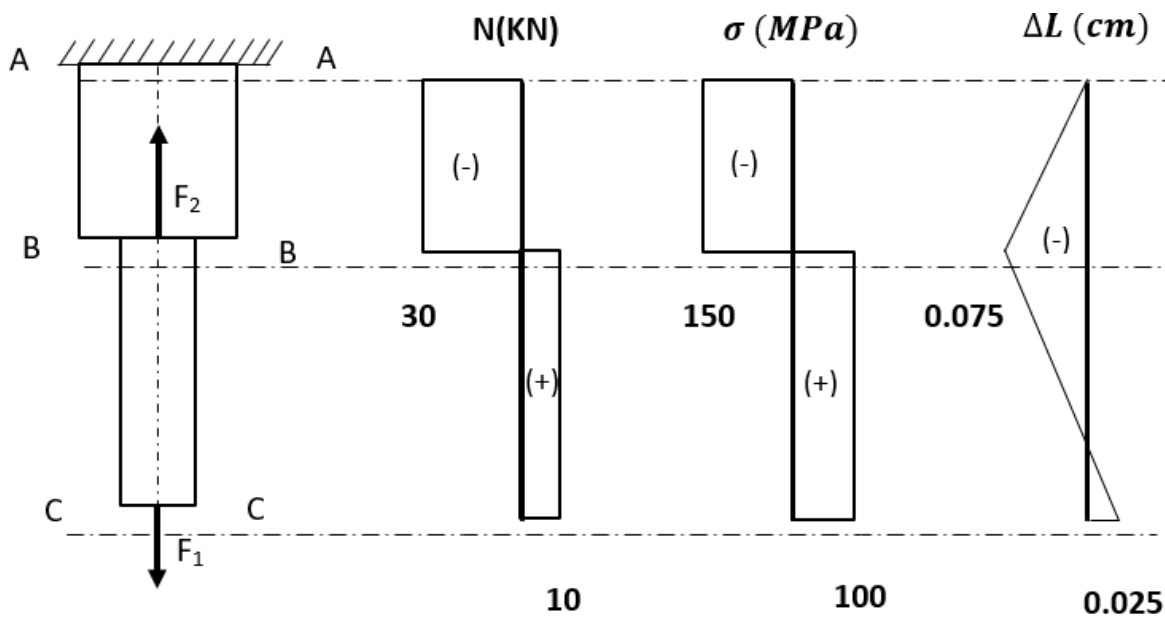 N(KN) σ (MPa) ΔL (cm)
A A
(-) (-)
F₂
B B (-)
30 150 0.075
(+) (+)
C C
F₁
10 100 0.025